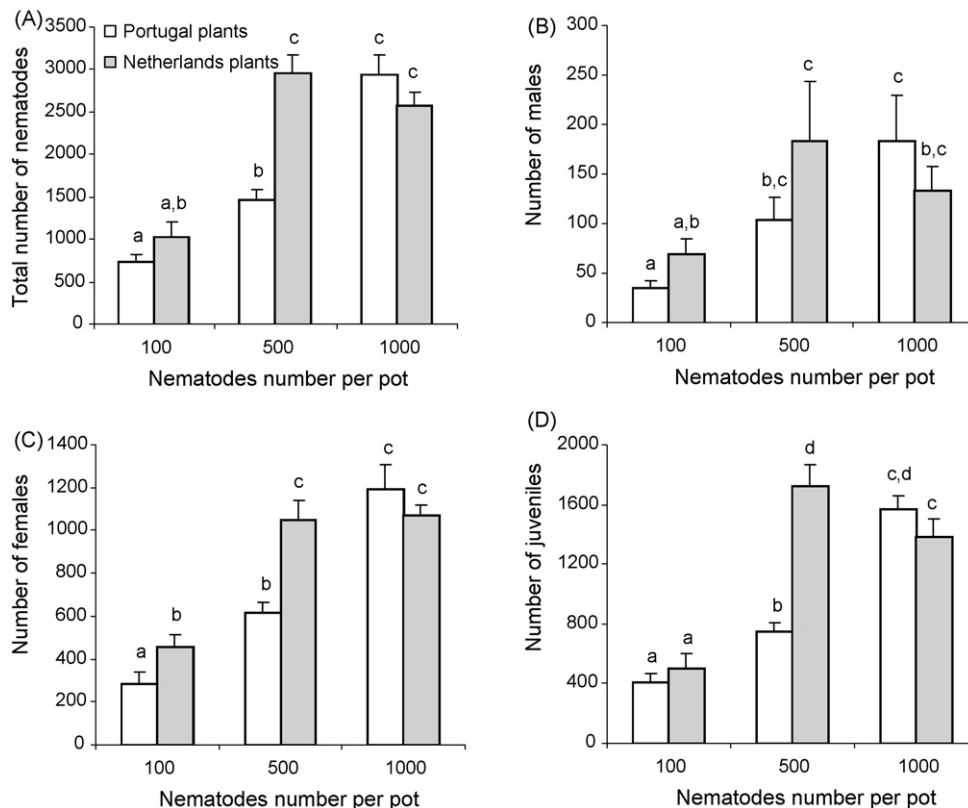 (A)
3500
3000
2500
2000
1500
1000
500
0
Total number of nematodes
Portugal plants
Netherlands plants
a
a,b
b
c
c
c
100 500 1000
Nematodes number per pot
(B)
300
250
200
150
100
50
0
Number of males
a
a,b
b,c
c
c
b,c
100 500 1000
Nematodes number per pot
(C)
1400
1200
1000
800
600
400
200
0
Number of females
a
b
b
c
c
c
100 500 1000
Nematodes number per pot
(D)
2000
1600
1200
800
400
0
Number of juveniles
a
a
b
d
c,d
c
100 500 1000
Nematodes number per pot